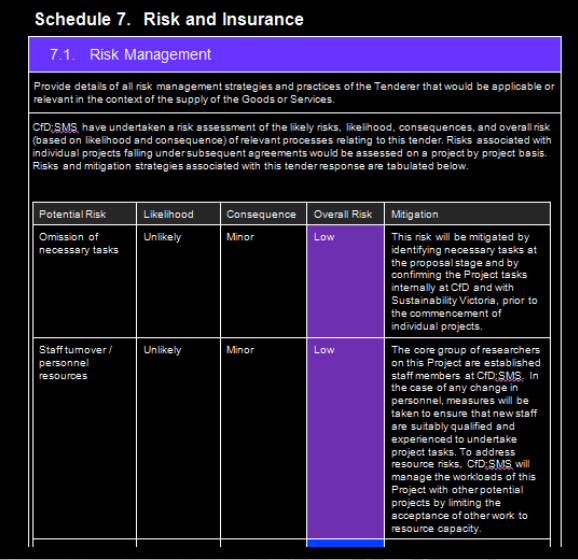 Schedule 7. Risk and Insurance
7.1. Risk Management
Provide details of all risk management strategies and practices of the Tenderer that would be applicable or
relevant in the context of the supply of the Goods or Services.
CfD:SMS have undertaken a risk assessment of the likely risks, likelihood, consequences, and overall risk
(based on likelihood and consequence) of relevant processes relating to this tender. Risks associated with
individual projects falling under subsequent agreements would be assessed on a project by project basis.
Risks and mitigation strategies associated with this tender response are tabulated below.
Potential Risk Likelihood Consequence Overall Risk Mitigation
Omission of
necessary tasks
Unlikely
Minor
Low
This risk will be mitigated by
identifying necessary tasks at
the proposal stage and by
confirming the Project tasks
internally at CfD and with
Sustainability Victoria, prior to
the commencement of
individual projects.
Staff turnover /
personnel
resources
Unlikely
Minor
Low
The core group of researchers
on this Project are established
staff members at CfD:SMS. In
the case of any change in
personnel, measures will be
taken to ensure that new staff
are suitably qualified and
experienced to undertake
project tasks. To address
resource risks, CfD:SMS will
manage the workloads of this
Project with other potential
projects by limiting the
acceptance of other work to
resource capacity.